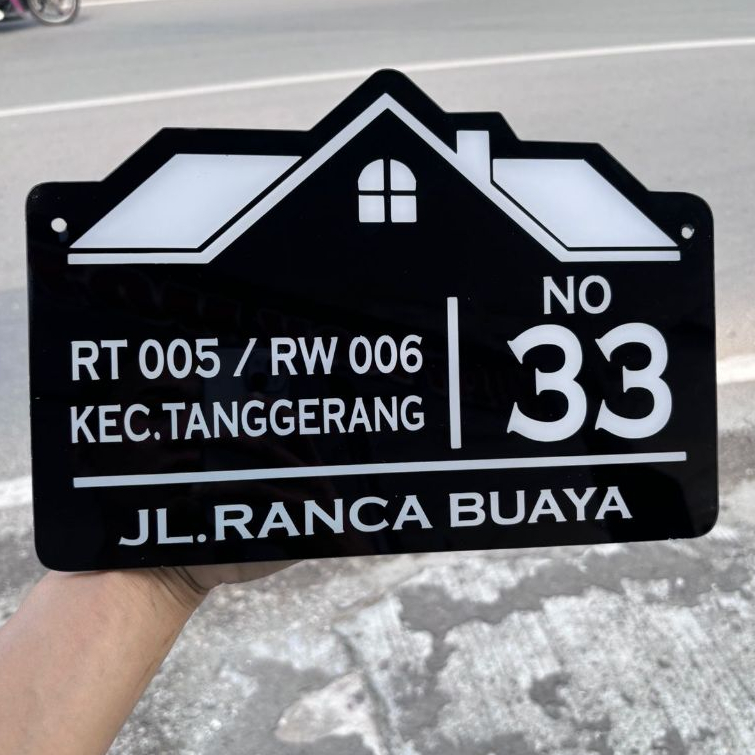 NO
33
RT 005 / RW 006
KEC.TANGGERANG
JL.RANCA BUAYA